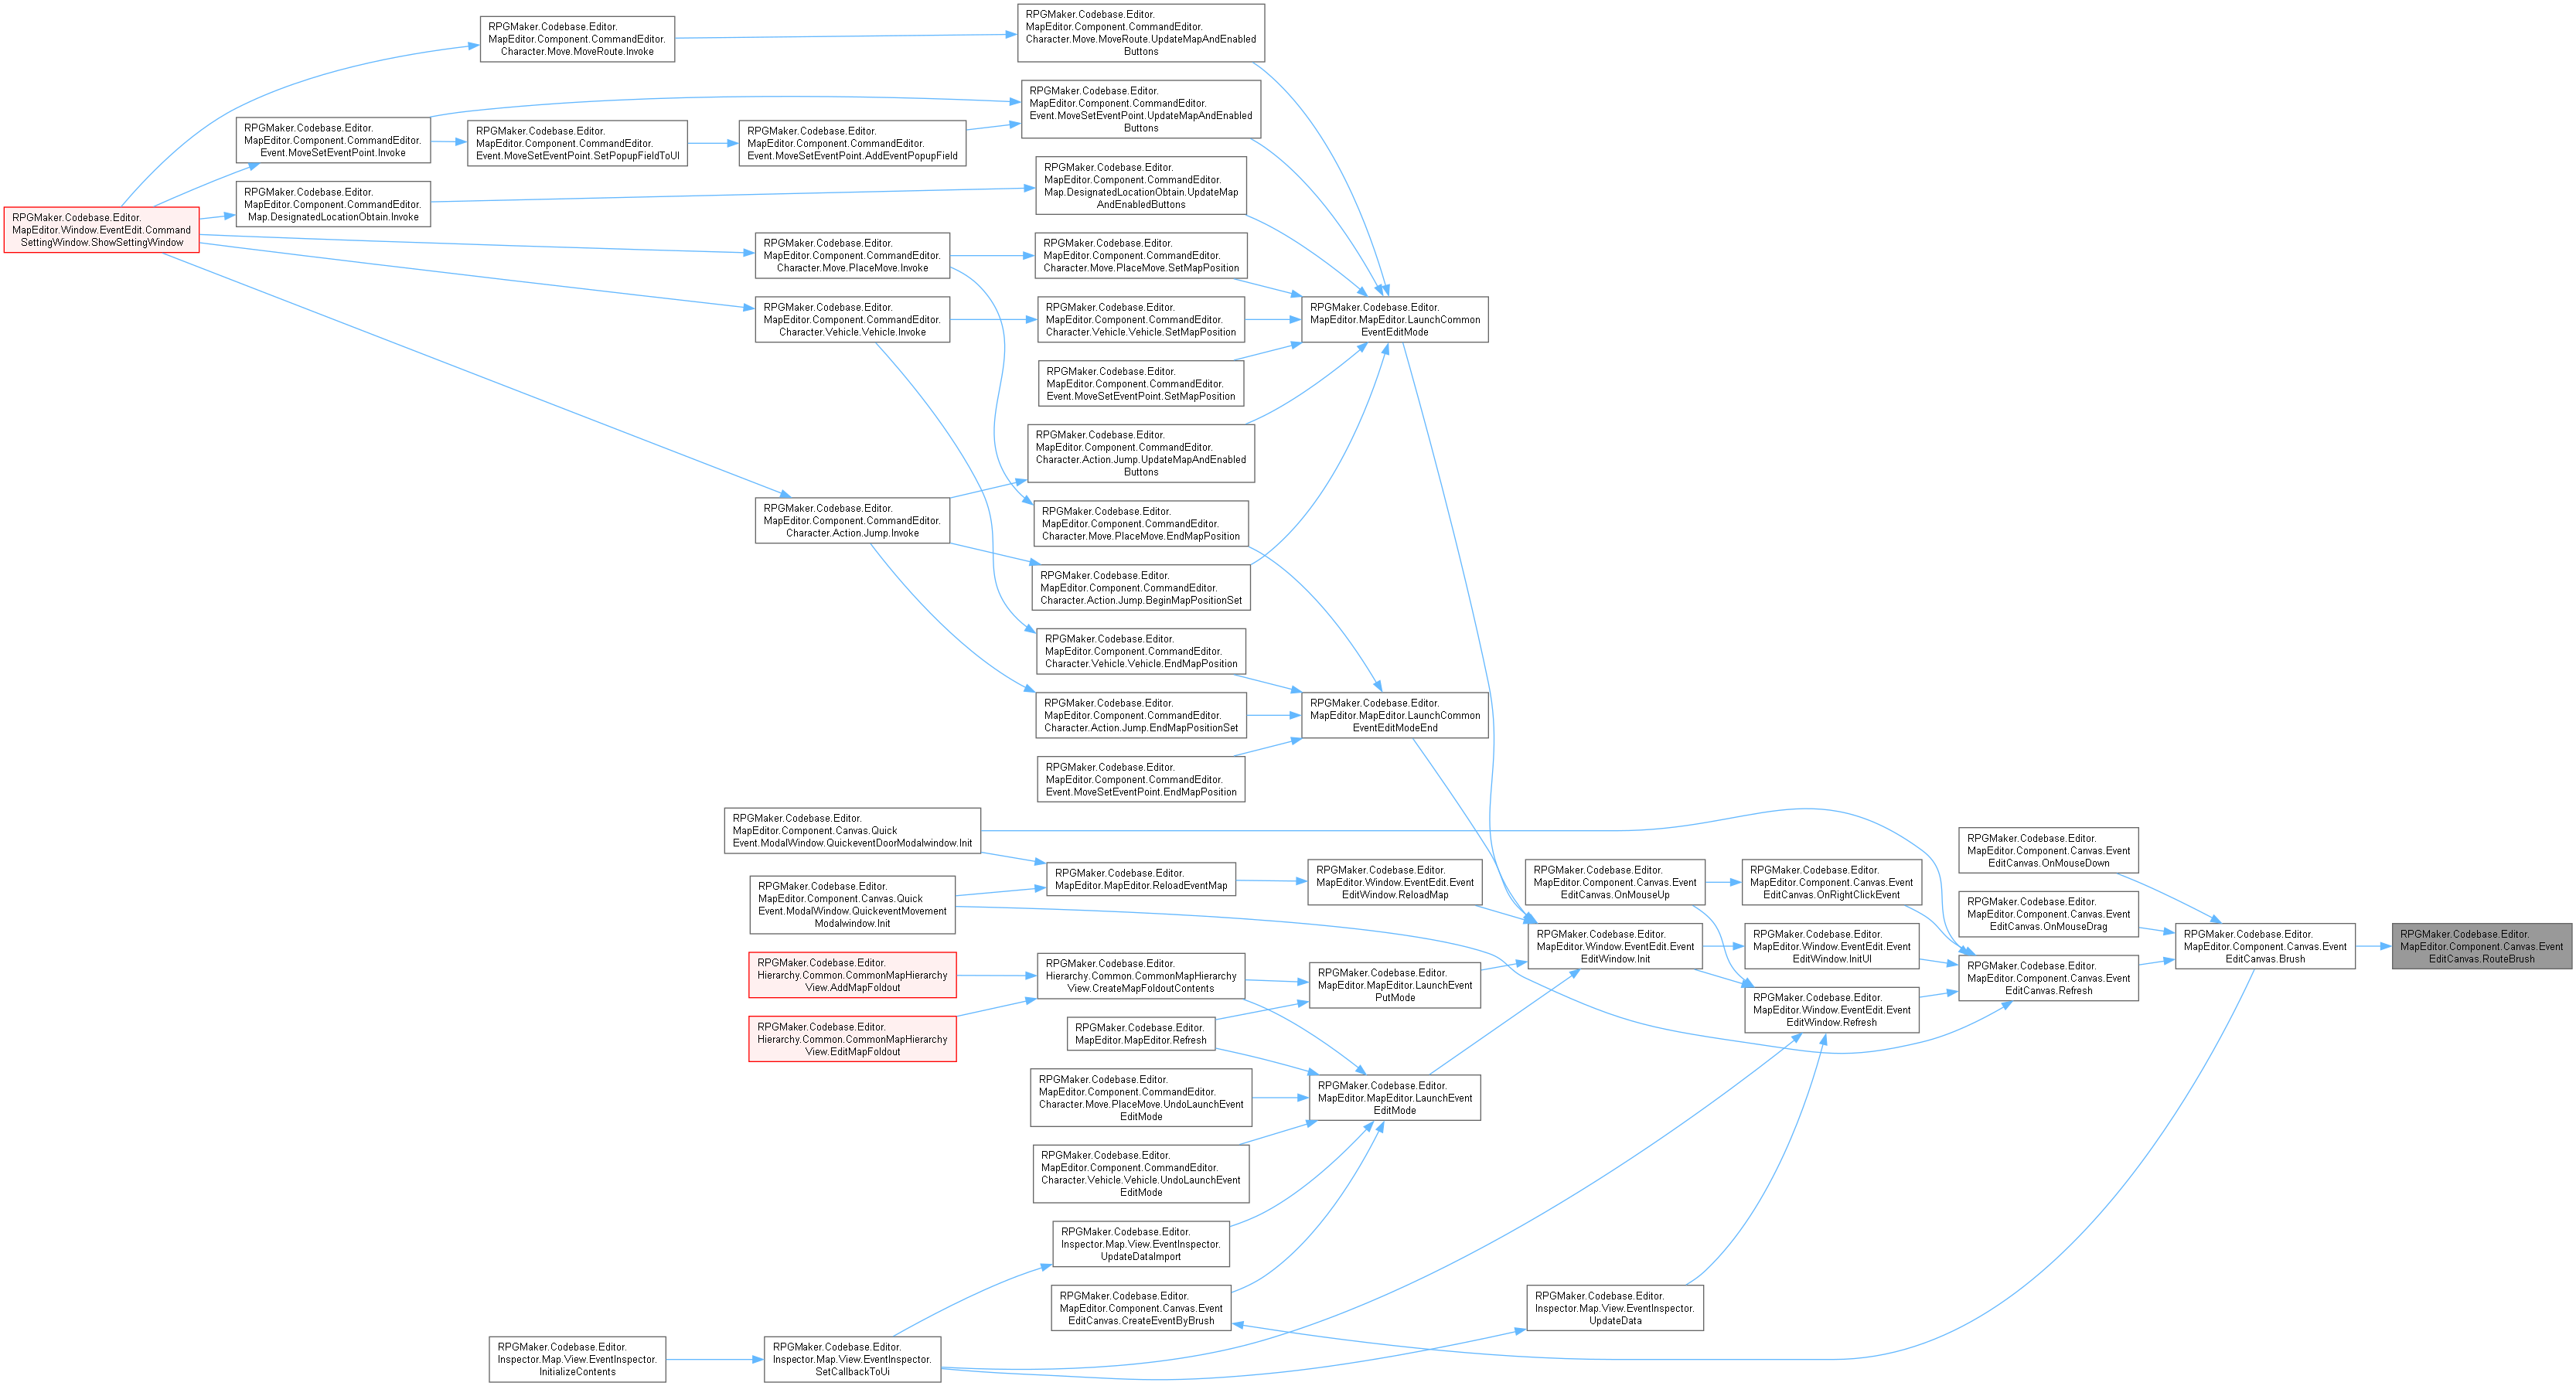 RPGMaker.Codebase.Editor.
MapEditor.Component.CommandEditor.
Character.Move.MoveRoute.Invoke
RPGMaker.Codebase.Editor.
MapEditor.Component.CommandEditor.
Character.Move.MoveRoute.UpdateMapAndEnabled
Buttons
RPGMaker.Codebase.Editor.
MapEditor.Component.CommandEditor.
Event.MoveSetEventPoint.UpdateMapAndEnabled
Buttons
RPGMaker.Codebase.Editor.
MapEditor.Component.CommandEditor.
Event.MoveSetEventPoint.Invoke
RPGMaker.Codebase.Editor.
MapEditor.Component.CommandEditor.
Event.MoveSetEventPoint.SetPopupFieldToUI
RPGMaker.Codebase.Editor.
MapEditor.Component.CommandEditor.
Event.MoveSetEventPoint.AddEventPopupField
RPGMaker.Codebase.Editor.
MapEditor.Component.CommandEditor.
Map.DesignatedLocationObtain.UpdateMap
AndEnabledButtons
RPGMaker.Codebase.Editor.
MapEditor.Component.CommandEditor.
Map.DesignatedLocationObtain.Invoke
RPGMaker.Codebase.Editor.
MapEditor.Window.EventEdit.Command
SettingWindow.ShowSettingWindow
RPGMaker.Codebase.Editor.
MapEditor.Component.CommandEditor.
Character.Move.PlaceMove.Invoke
RPGMaker.Codebase.Editor.
MapEditor.Component.CommandEditor.
Character.Move.PlaceMove.SetMapPosition
RPGMaker.Codebase.Editor.
MapEditor.Component.CommandEditor.
Character.Vehicle.Vehicle.Invoke
RPGMaker.Codebase.Editor.
MapEditor.Component.CommandEditor.
Character.Vehicle.Vehicle.SetMapPosition
RPGMaker.Codebase.Editor.
MapEditor.MapEditor.LaunchCommon
EventEditMode
RPGMaker.Codebase.Editor.
MapEditor.Component.CommandEditor.
Event.MoveSetEventPoint.SetMapPosition
RPGMaker.Codebase.Editor.
MapEditor.Component.CommandEditor.
Character.Action.Jump.UpdateMapAndEnabled
Buttons
RPGMaker.Codebase.Editor.
MapEditor.Component.CommandEditor.
Character.Action.Jump.Invoke
RPGMaker.Codebase.Editor.
MapEditor.Component.CommandEditor.
Character.Move.PlaceMove.EndMapPosition
RPGMaker.Codebase.Editor.
MapEditor.Component.CommandEditor.
Character.Action.Jump.BeginMapPositionSet
RPGMaker.Codebase.Editor.
MapEditor.Component.CommandEditor.
Character.Vehicle.Vehicle.EndMapPosition
RPGMaker.Codebase.Editor.
MapEditor.Component.CommandEditor.
Character.Action.Jump.EndMapPositionSet
RPGMaker.Codebase.Editor.
MapEditor.MapEditor.LaunchCommon
EventEditModeEnd
RPGMaker.Codebase.Editor.
MapEditor.Component.CommandEditor.
Event.MoveSetEventPoint.EndMapPosition
RPGMaker.Codebase.Editor.
MapEditor.Component.Canvas.Quick
Event.ModalWindow.QuickeventDoorModalwindow.Init
RPGMaker.Codebase.Editor.
MapEditor.MapEditor.ReloadEventMap
RPGMaker.Codebase.Editor.
MapEditor.Window.EventEdit.Event
EditWindow.ReloadMap
RPGMaker.Codebase.Editor.
MapEditor.Component.Canvas.Event
EditCanvas.OnMouseUp
RPGMaker.Codebase.Editor.
MapEditor.Component.Canvas.Event
EditCanvas.OnRightClickEvent
RPGMaker.Codebase.Editor.
MapEditor.Component.Canvas.Event
EditCanvas.OnMouseDown
RPGMaker.Codebase.Editor.
MapEditor.Component.Canvas.Quick
Event.ModalWindow.QuickeventMovement
Modalwindow.Init
RPGMaker.Codebase.Editor.
MapEditor.Component.Canvas.Event
EditCanvas.OnMouseDrag
RPGMaker.Codebase.Editor.
MapEditor.Window.EventEdit.Event
EditWindow.Init
RPGMaker.Codebase.Editor.
MapEditor.Window.EventEdit.Event
EditWindow.InitUI
RPGMaker.Codebase.Editor.
MapEditor.Component.Canvas.Event
EditCanvas.Brush
RPGMaker.Codebase.Editor.
MapEditor.Component.Canvas.Event
EditCanvas.RouteBrush
RPGMaker.Codebase.Editor.
Hierarchy.Common.CommonMapHierarchy
View.AddMapFoldout
RPGMaker.Codebase.Editor.
Hierarchy.Common.CommonMapHierarchy
View.CreateMapFoldoutContents
RPGMaker.Codebase.Editor.
MapEditor.MapEditor.LaunchEvent
PutMode
RPGMaker.Codebase.Editor.
MapEditor.Component.Canvas.Event
EditCanvas.Refresh
RPGMaker.Codebase.Editor.
MapEditor.Window.EventEdit.Event
EditWindow.Refresh
RPGMaker.Codebase.Editor.
Hierarchy.Common.CommonMapHierarchy
View.EditMapFoldout
RPGMaker.Codebase.Editor.
MapEditor.MapEditor.Refresh
RPGMaker.Codebase.Editor.
MapEditor.Component.CommandEditor.
Character.Move.PlaceMove.UndoLaunchEvent
EditMode
RPGMaker.Codebase.Editor.
MapEditor.MapEditor.LaunchEvent
EditMode
RPGMaker.Codebase.Editor.
MapEditor.Component.CommandEditor.
Character.Vehicle.Vehicle.UndoLaunchEvent
EditMode
RPGMaker.Codebase.Editor.
Inspector.Map.View.EventInspector.
UpdateDataImport
RPGMaker.Codebase.Editor.
MapEditor.Component.Canvas.Event
EditCanvas.CreateEventByBrush
RPGMaker.Codebase.Editor.
Inspector.Map.View.EventInspector.
UpdateData
RPGMaker.Codebase.Editor.
Inspector.Map.View.EventInspector.
InitializeContents
RPGMaker.Codebase.Editor.
Inspector.Map.View.EventInspector.
SetCallbackToUi